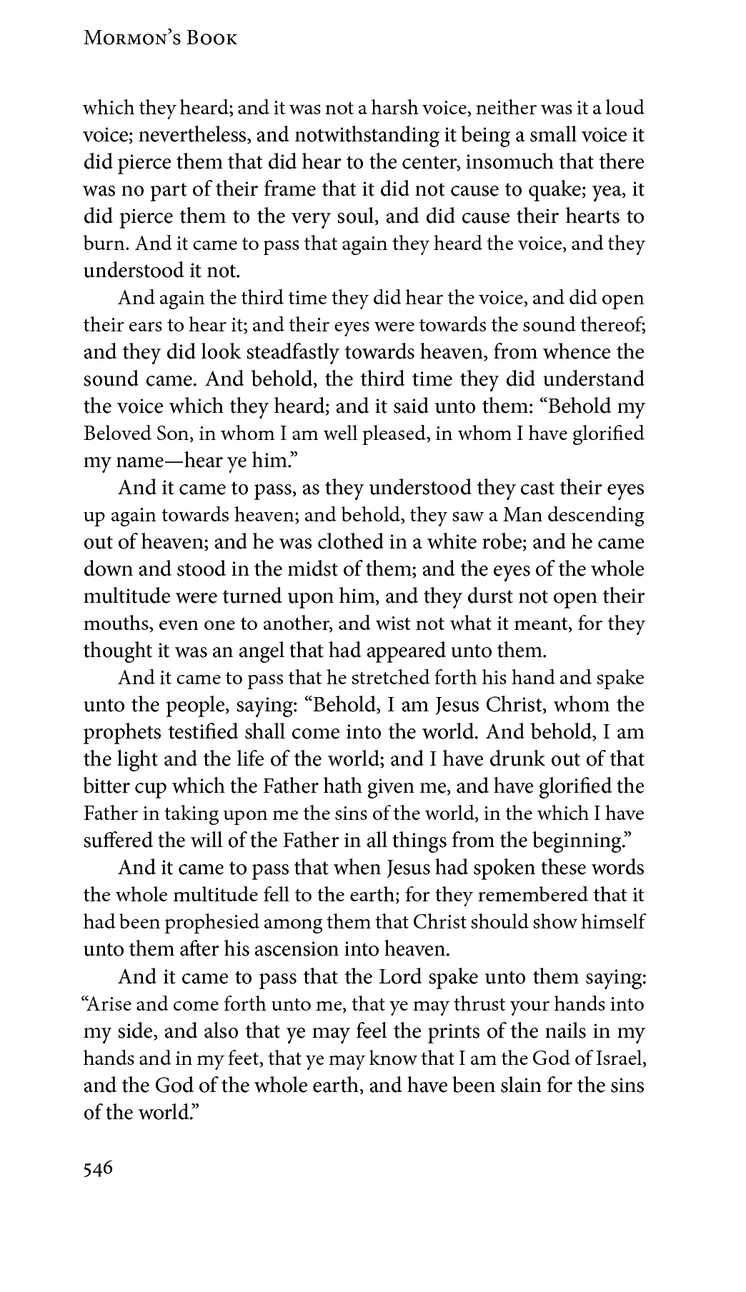 Mormon’s Book
which they heard; and it was not a harsh voice, neither was it a loud
voice; nevertheless, and notwithstanding it being a small voice it
did pierce them that did hear to the center, insomuch that there
was no part of their frame that it did not cause to quake; yea, it
did pierce them to the very soul, and did cause their hearts to
burn. And it came to pass that again they heard the voice, and they
understood it not.
And again the third time they did hear the voice, and did open
their ears to hear it; and their eyes were towards the sound thereof;
and they did look steadfastly towards heaven, from whence the
sound came. And behold, the third time they did understand
the voice which they heard; and it said unto them: “Behold my
Beloved Son, in whom I am well pleased, in whom I have glorified
my name—hear ye him.”
And it came to pass, as they understood they cast their eyes
up again towards heaven; and behold, they saw a Man descending
out of heaven; and he was clothed in a white robe; and he came
down and stood in the midst of them; and the eyes of the whole
multitude were turned upon him, and they durst not open their
mouths, even one to another, and wist not what it meant, for they
thought it was an angel that had appeared unto them.
And it came to pass that he stretched forth his hand and spake
unto the people, saying: “Behold, I am Jesus Christ, whom the
prophets testified shall come into the world. And behold, I am
the light and the life of the world; and I have drunk out of that
bitter cup which the Father hath given me, and have glorified the
Father in taking upon me the sins of the world, in the which I have
suffered the will of the Father in all things from the beginning.”
And it came to pass that when Jesus had spoken these words
the whole multitude fell to the earth; for they remembered that it
had been prophesied among them that Christ should show himself
unto them after his ascension into heaven.
And it came to pass that the Lord spake unto them saying:
“Arise and come forth unto me, that ye may thrust your hands into
my side, and also that ye may feel the prints of the nails in my
hands and in my feet, that ye may know that I am the God of Israel,
and the God of the whole earth, and have been slain for the sins
of the world.”
546